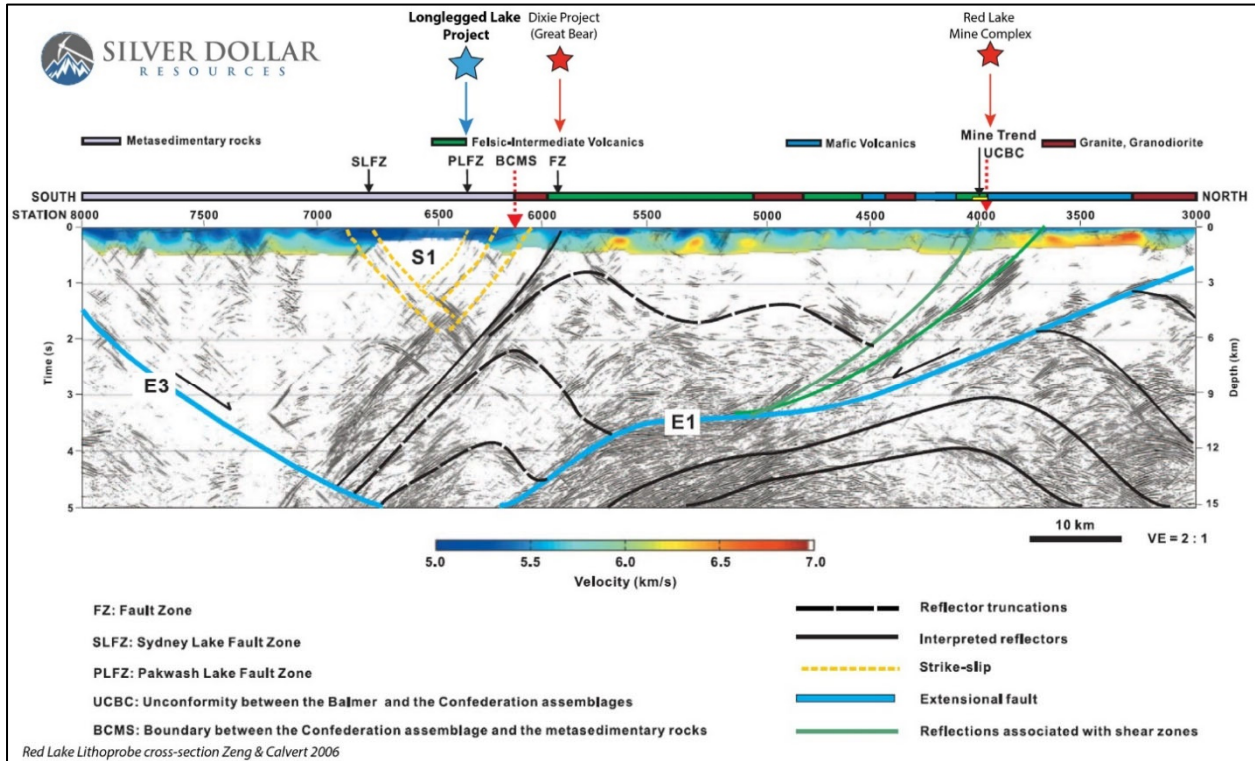 SILVER DOLLAR
RESOURCES
Longlegged Lake
Project
Dixie Project
(Great Bear)
Red Lake
Mine Complex
Metasedimentary rocks
Felsic-Intermediate Volcanics
Mafic Volcanics
Granite, Granodiorite
SLFZ
PLFZ
BCMS
FZ
Mine Trend
UCBC
SOUTH
NORTH
STATION 8000 7500 7000 6500 6000 5500 5000 4500 4000 3500 3000
0
1
2
3
4
5
Time (s)
S1
E3
E1
0
3
6
9
12
15
Depth (km)
10 km
VE = 2 : 1
5.0 5.5 6.0 6.5 7.0
Velocity (km/s)
FZ: Fault Zone
SLFZ: Sydney Lake Fault Zone
PLFZ: Pakwash Lake Fault Zone
UCBC: Unconformity between the Balmer and the Confederation assemblages
BCMS: Boundary between the Confederation assemblage and the metasedimentary rocks
Reflector truncations
Interpreted reflectors
Strike-slip
Extensional fault
Reflections associated with shear zones
Red Lake Lithoprobe cross-section Zeng & Calvert 2006